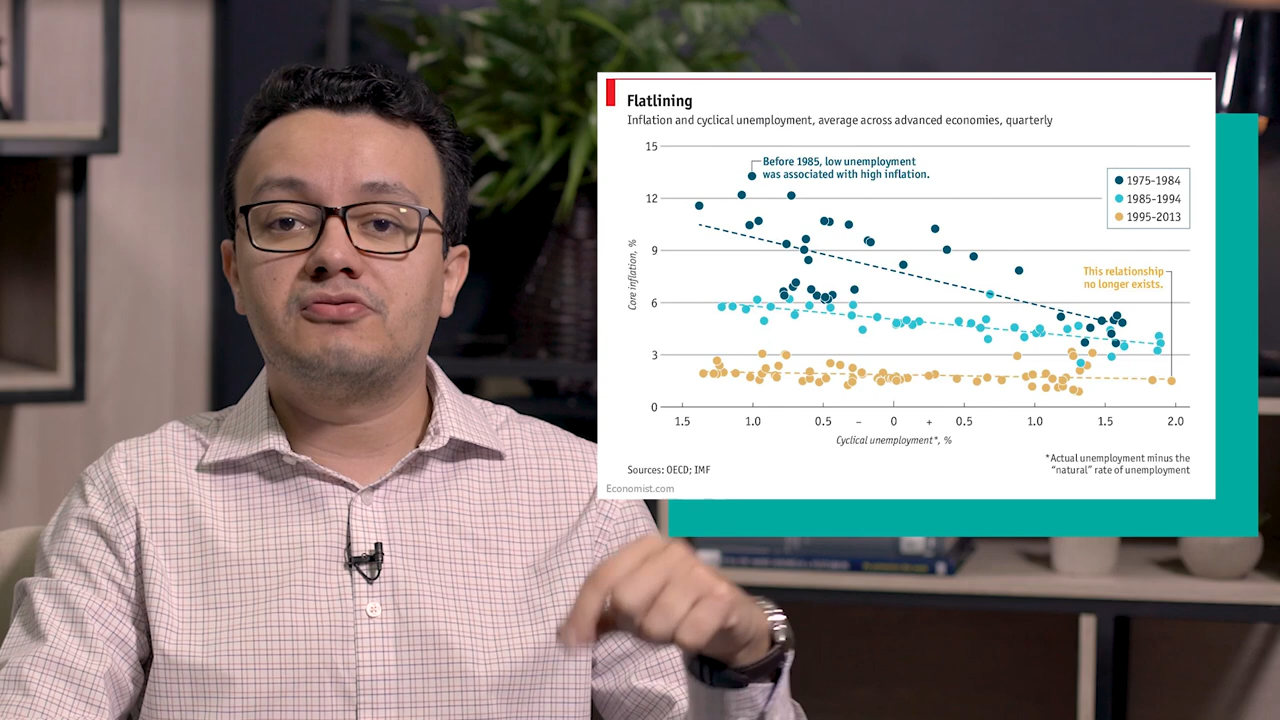 Flatlining
Inflation and cyclical unemployment, average across advanced economies, quarterly
15
Before 1985, low unemployment
was associated with high inflation.
1975-1984
1985-1994
1995-2013
12
9
This relationship
no longer exists.
Core inflation, %
6
3
0
1.5 1.0 0.5 – 0 + 0.5 1.0 1.5 2.0
Cyclical unemployment*, %
*Actual unemployment minus the
“natural” rate of unemployment
Sources: OECD; IMF
Economist.com